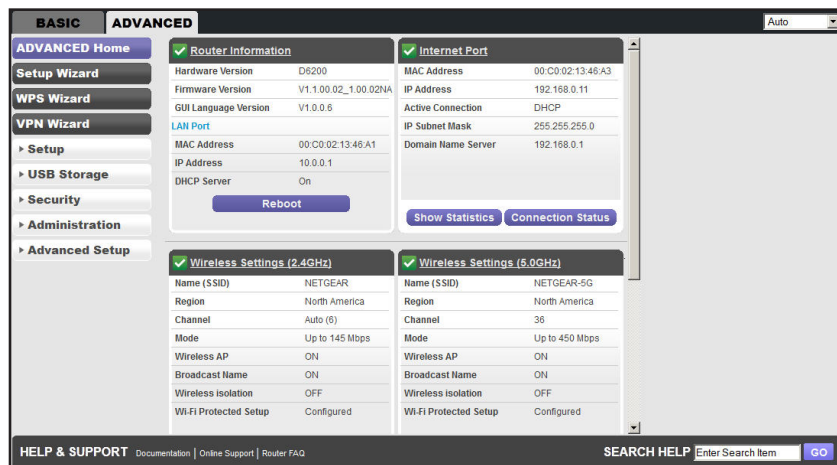 BASIC
ADVANCED
Auto
ADVANCED Home
Setup Wizard
WPS Wizard
VPN Wizard
Setup
USB Storage
Security
Administration
Advanced Setup
Router Information
Hardware Version D6200
Firmware Version V1.1.00.02_1.00.02NA
GUI Language Version V1.0.0.6
LAN Port
MAC Address 00:C0:02:13:46:A1
IP Address 10.0.0.1
DHCP Server On
Reboot
Internet Port
MAC Address 00:C0:02:13:46:A3
IP Address 192.168.0.11
Active Connection DHCP
IP Subnet Mask 255.255.255.0
Domain Name Server 192.168.0.1
Show Statistics
Connection Status
Wireless Settings (2.4GHz)
Name (SSID) NETGEAR
Region North America
Channel Auto (6)
Mode Up to 145 Mbps
Wireless AP ON
Broadcast Name ON
Wireless isolation OFF
Wi-Fi Protected Setup Configured
Wireless Settings (5.0GHz)
Name (SSID) NETGEAR-5G
Region North America
Channel 36
Mode Up to 450 Mbps
Wireless AP ON
Broadcast Name ON
Wireless isolation OFF
Wi-Fi Protected Setup Configured
HELP & SUPPORT Documentation | Online Support | Router FAQ
SEARCH HELP Enter Search Item GO